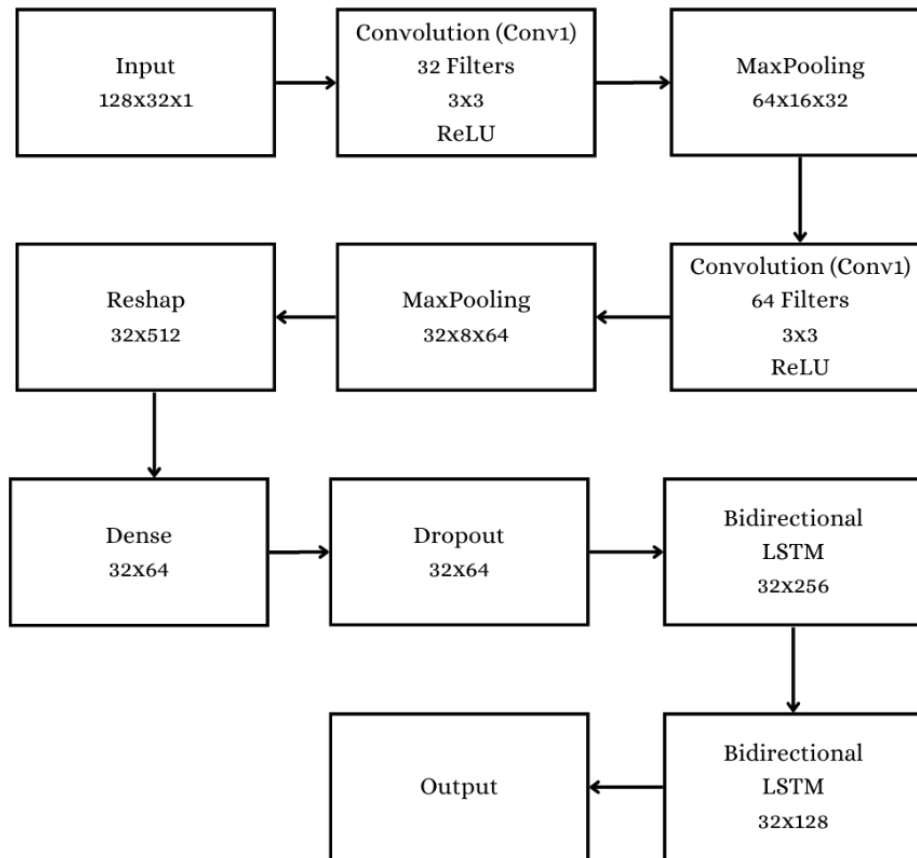 Input
128x32x1
Convolution (Conv1)
32 Filters
3x3
ReLU
MaxPooling
64x16x32
Convolution (Conv1)
64 Filters
3x3
ReLU
MaxPooling
32x8x64
Reshap
32x512
Dense
32x64
Dropout
32x64
Bidirectional
LSTM
32x256
Bidirectional
LSTM
32x128
Output